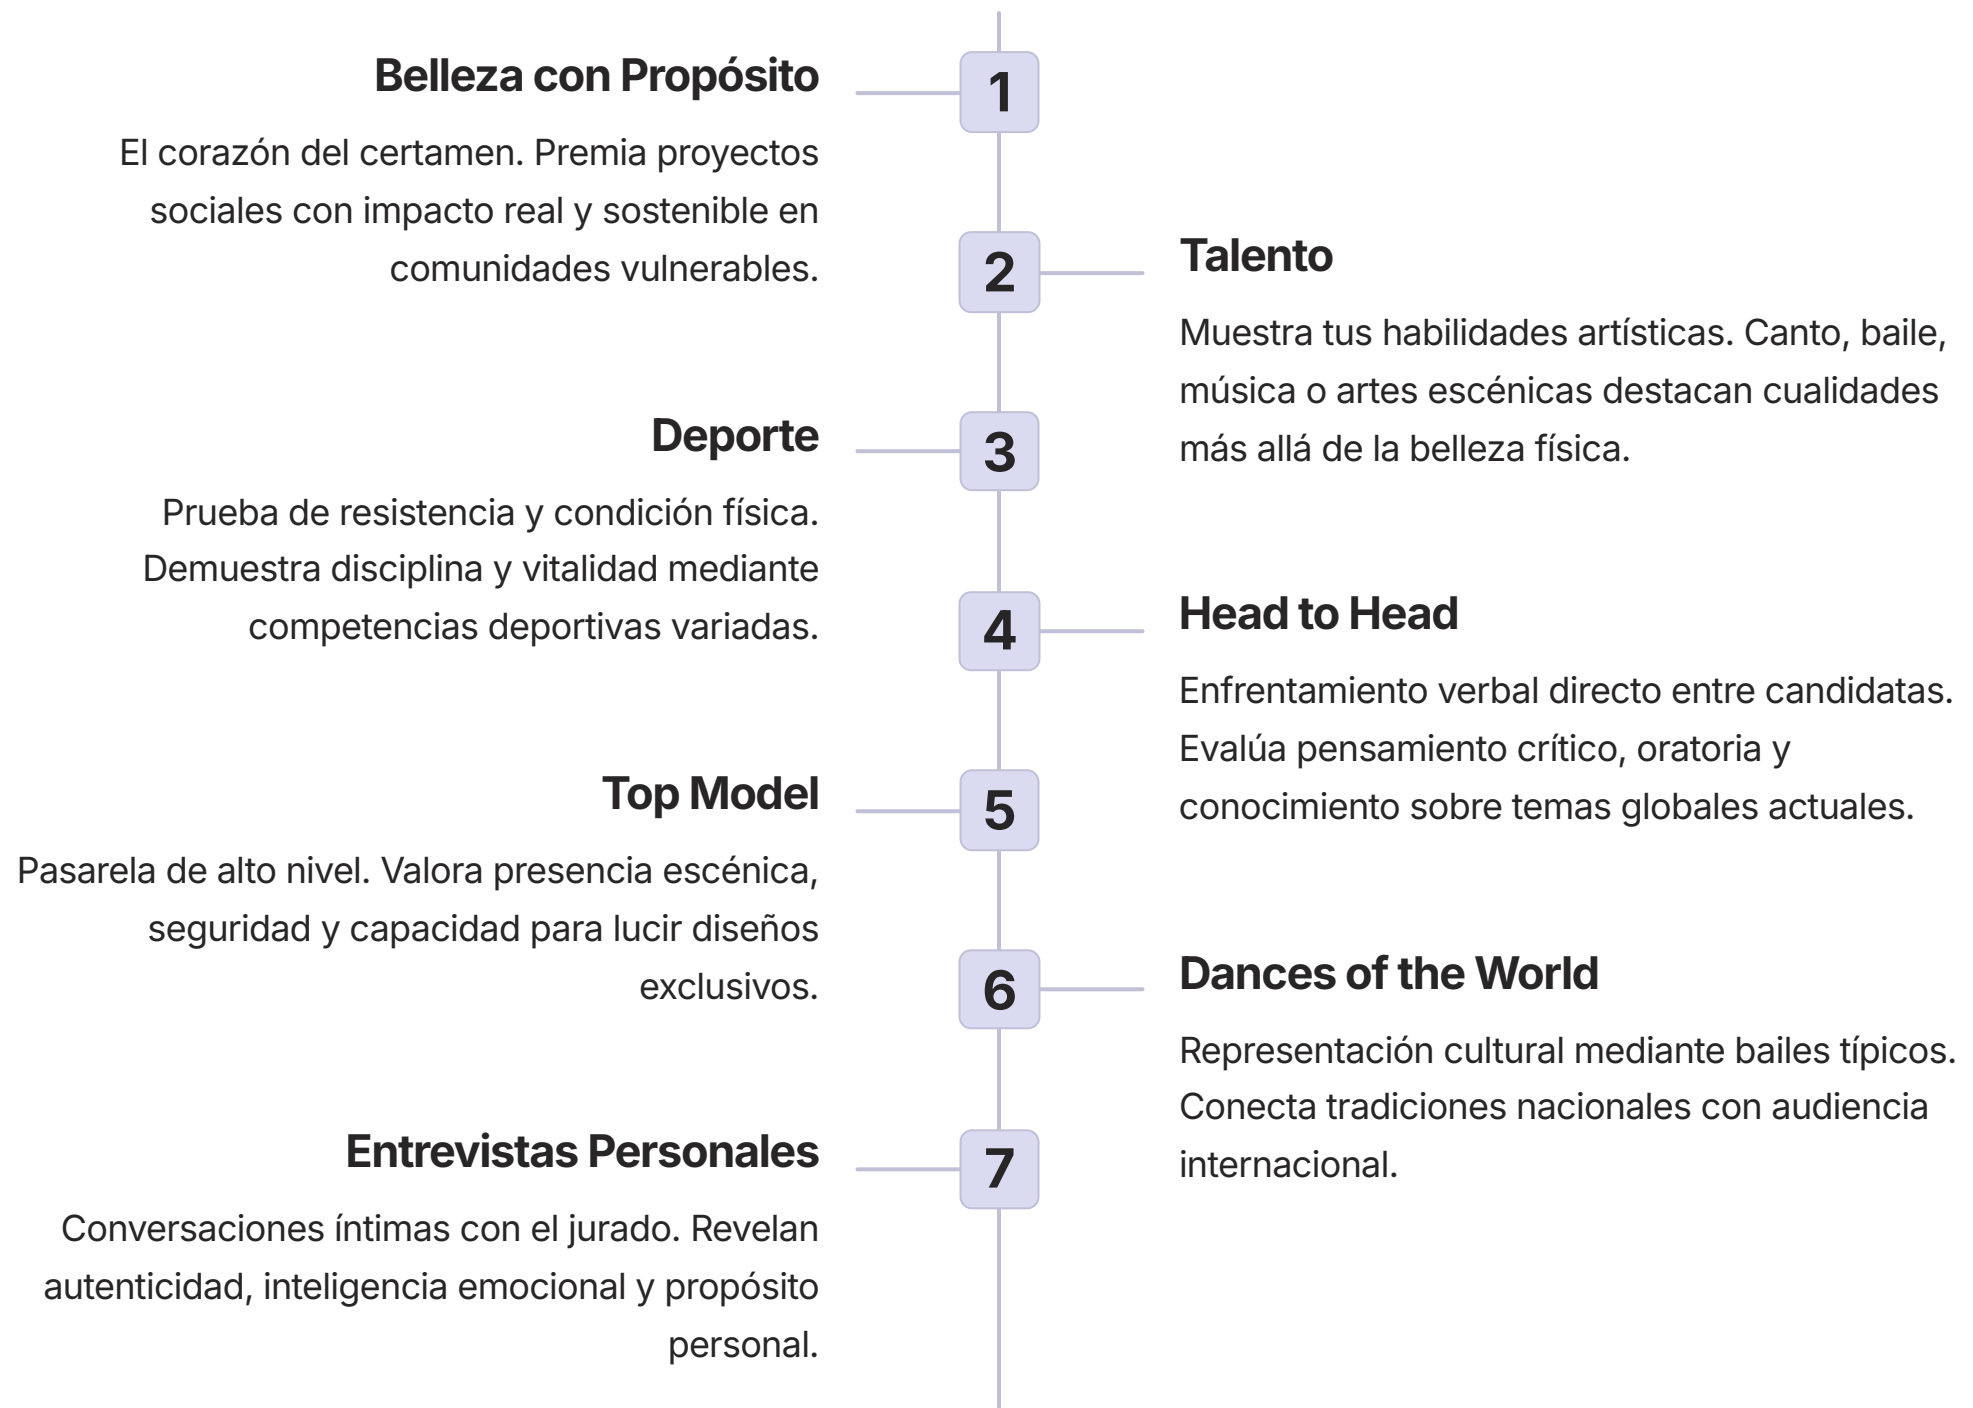 Belleza con Propósito
1
El corazón del certamen. Premia proyectos
sociales con impacto real y sostenible en
comunidades vulnerables.
2
Talento
Muestra tus habilidades artísticas. Canto, baile,
música o artes escénicas destacan cualidades
más allá de la belleza física.
Deporte
3
Prueba de resistencia y condición física.
Demuestra disciplina y vitalidad mediante
competencias deportivas variadas.
4
Head to Head
Enfrentamiento verbal directo entre candidatas.
Evalúa pensamiento crítico, oratoria y
conocimiento sobre temas globales actuales.
Top Model
5
Pasarela de alto nivel. Valora presencia escénica,
seguridad y capacidad para lucir diseños
exclusivos.
6
Dances of the World
Representación cultural mediante bailes típicos.
Conecta tradiciones nacionales con audiencia
internacional.
Entrevistas Personales
7
Conversaciones íntimas con el jurado. Revelan
autenticidad, inteligencia emocional y propósito
personal.